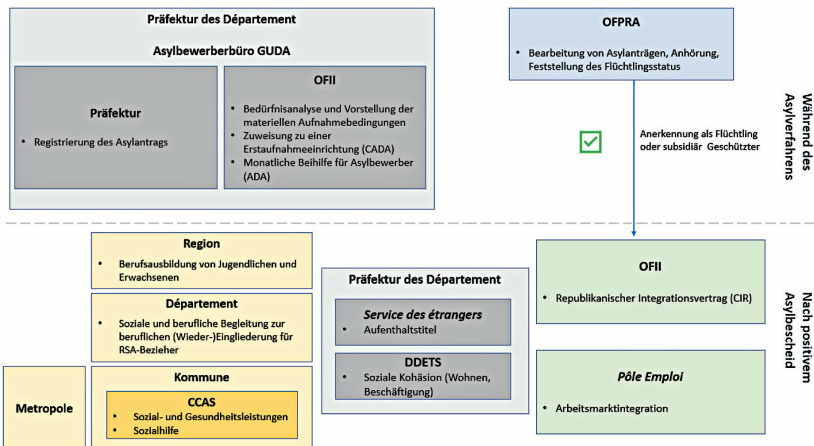 Präfektur des Département
Asylbewerberbüro GUDA
Präfektur
• Registrierung des Asylantrags
OFII
• Bedürfnisanalyse und Vorstellung der
materiellen Aufnahmebedingungen
• Zuweisung zu einer
Erstaufnahmeeinrichtung (CADA)
• Monatliche Beihilfe für Asylbewerber
(ADA)
OFPRA
• Bearbeitung von Asylanträgen, Anhörung,
Feststellung des Flüchtlingsstatus
Anerkennung als Flüchtling
oder subsidiär Geschützter
Während des
Asylverfahrens
Region
• Berufsausbildung von Jugendlichen und
Erwachsenen
Département
• Soziale und berufliche Begleitung zur
beruflichen (Wieder-)Eingliederung für
RSA-Bezieher
Metropole
Kommune
CCAS
• Sozial- und Gesundheitsleistungen
• Sozialhilfe
Präfektur des Département
Service des étrangers
• Aufenthaltstitel
DDETS
• Soziale Kohäsion (Wohnen,
Beschäftigung)
OFII
• Republikanischer Integrationsvertrag (CIR)
Pôle Emploi
• Arbeitsmarktintegration
Nach positivem
Asylbescheid